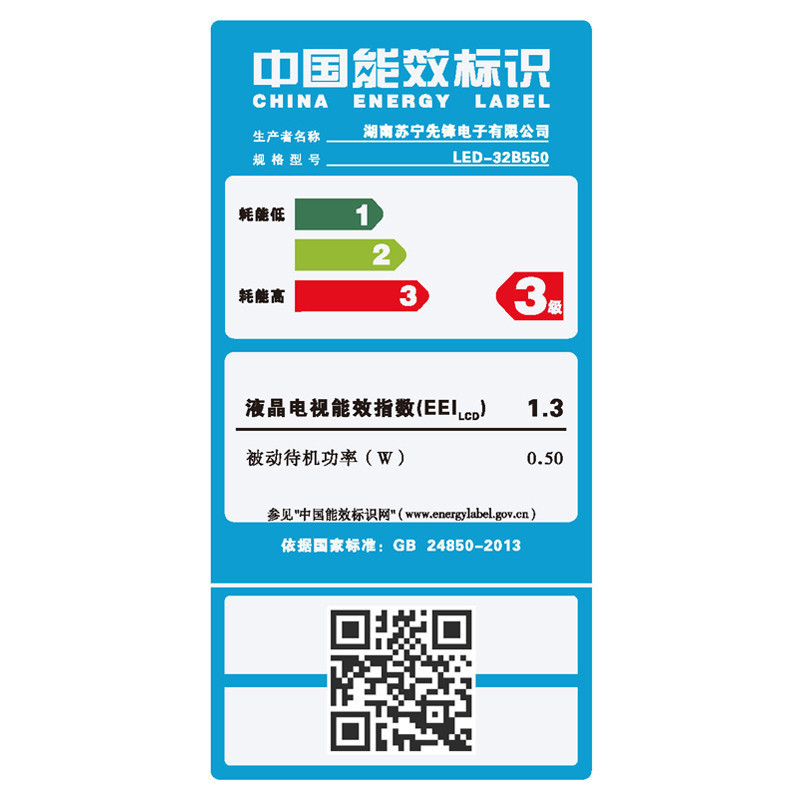 中国能效标识
CHINA ENERGY LABEL
生产者名称 湖南苏宁先锋电子有限公司
规格型号 LED-32B550
耗能低 1
2
耗能高 3 3级
液晶电视能效指数(EEILCD) 1.3
被动待机功率(W) 0.50
参见"中国能效标识网"(www.energylabel.gov.cn)
依据国家标准：GB 24850-2013